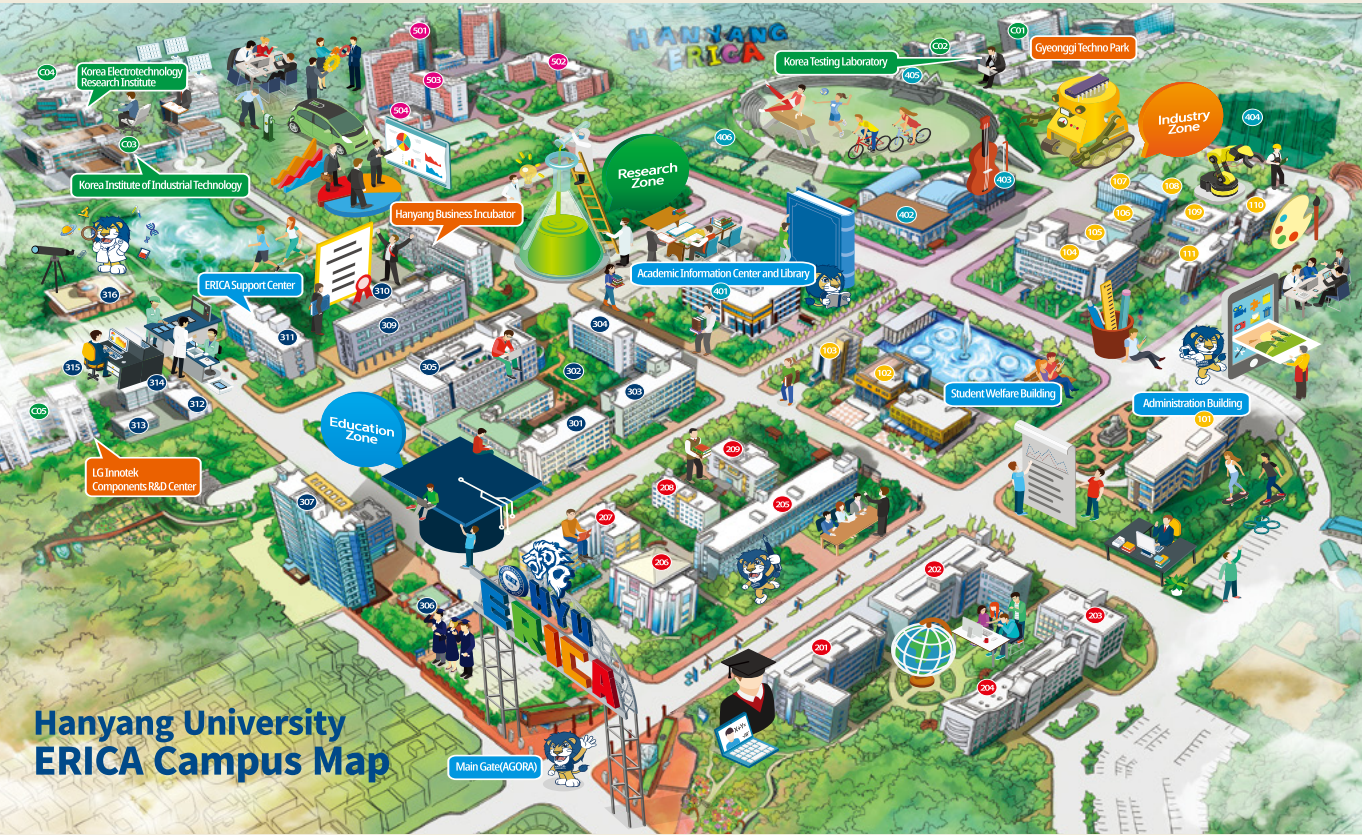 HANYANG
ERICA
501
502
503
504
C04
Korea Electrotechnology
Research Institute
C03
Korea Institute of Industrial Technology
C02
C01
Gyeonggi Techno Park
Korea Testing Laboratory
405
406
404
Industry
Zone
Research
Zone
403
402
107
108
106
109
110
105
104
111
Hanyang Business Incubator
Academic Information Center and Library
401
ERICA Support Center
310
316
309
311
304
305
302
303
301
315
314
312
313
C05
LG Innotek
Components R&D Center
103
102
Student Welfare Building
Administration Building
101
Education
Zone
307
209
208
205
207
206
306
HYU
ERICA
202
203
201
204
X+Y=
Main Gate(AGORA)
Hanyang University
ERICA Campus Map